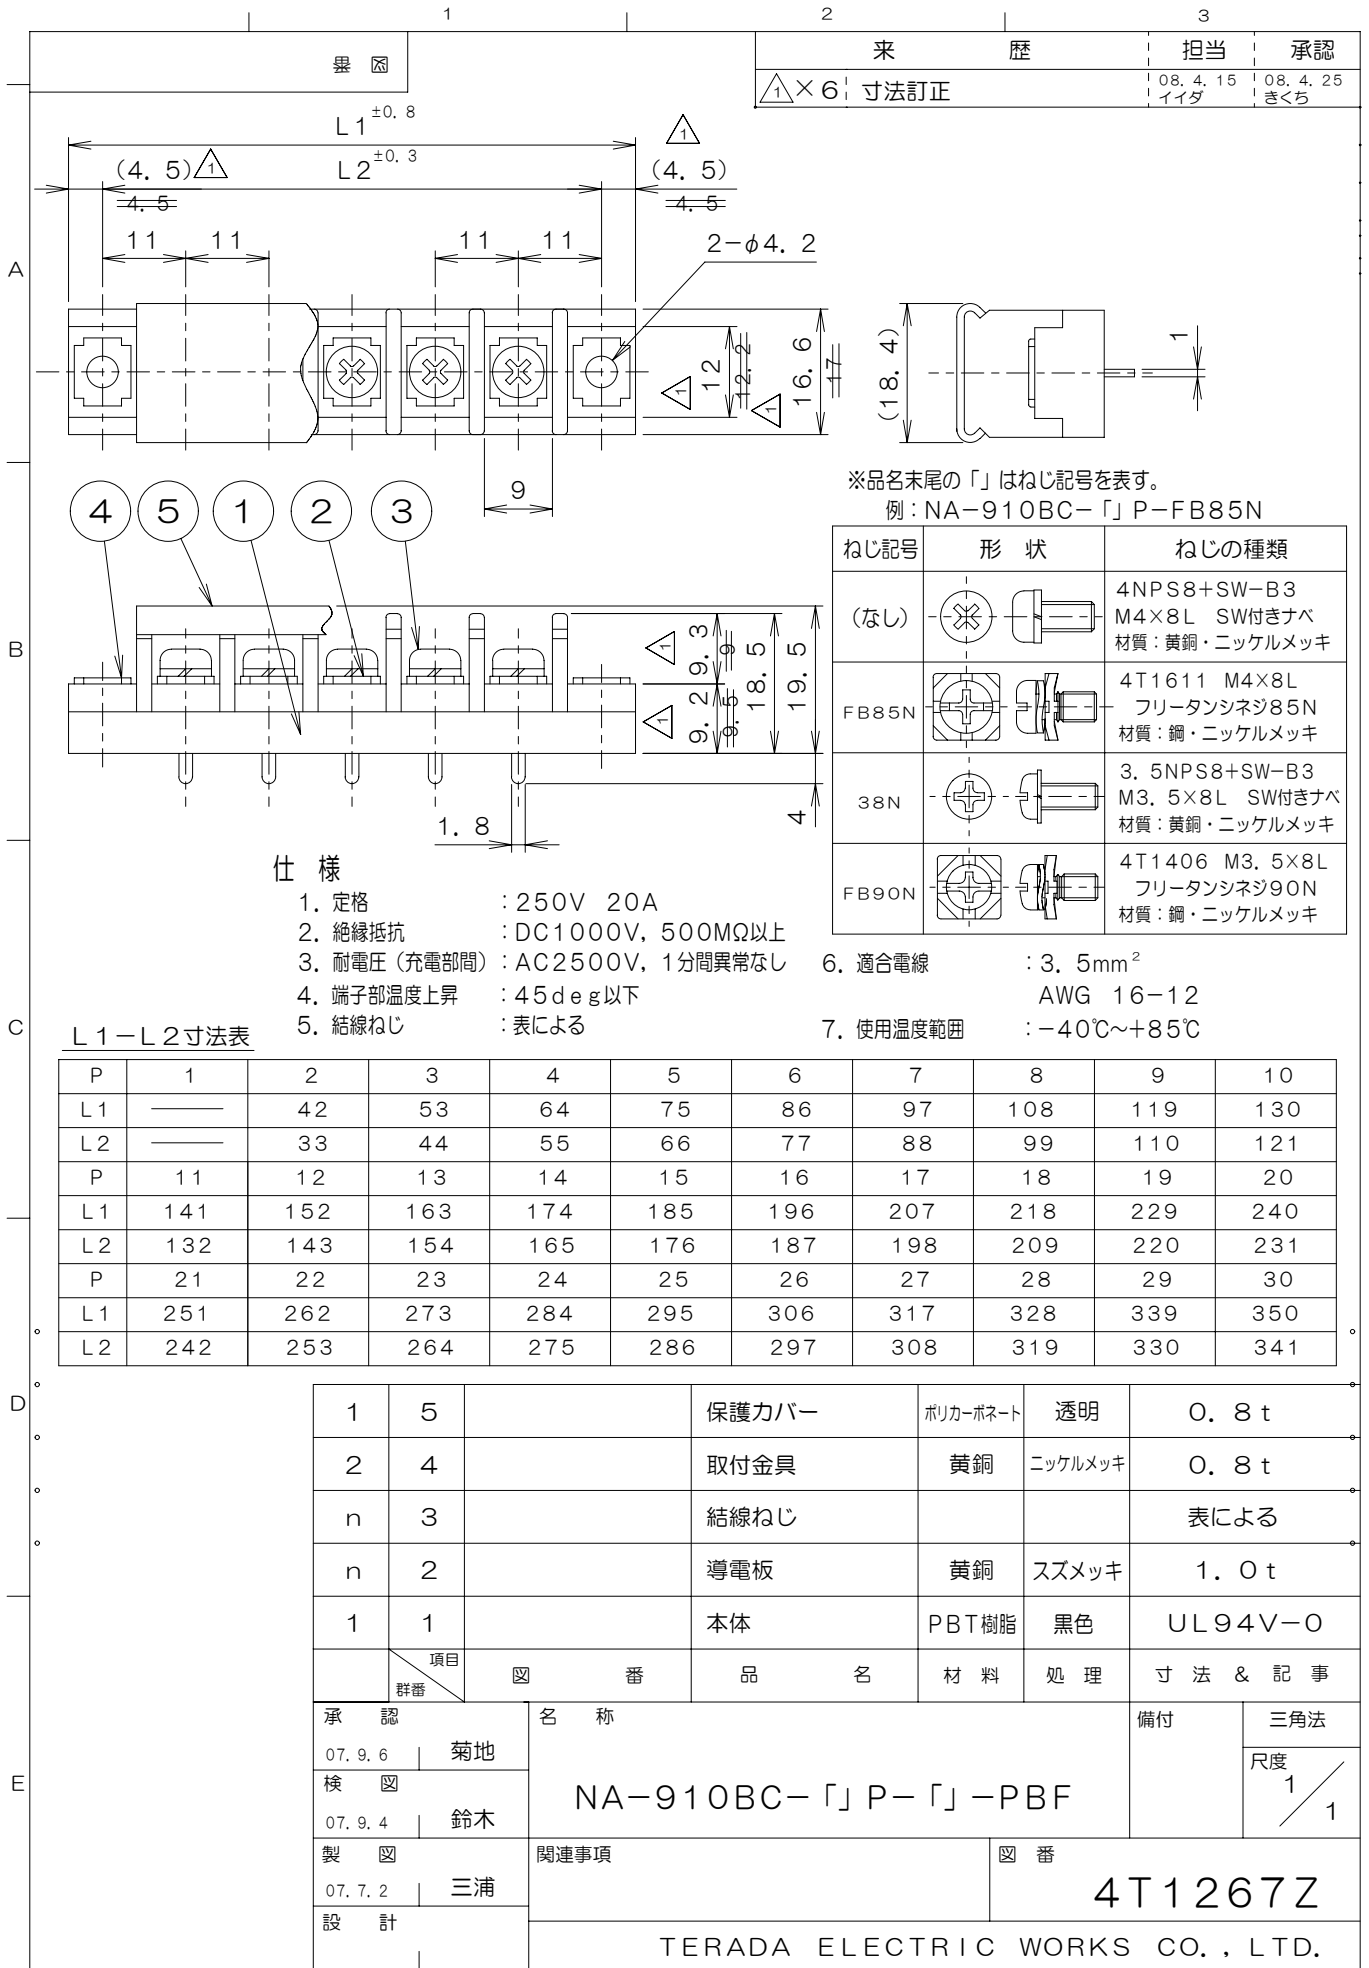 1 2 3
図番
来歴 担当 承認
△1×6 寸法訂正 08.4.15 イイダ 08.4.25 きくち
L1±0.8
△1
(4.5)△1 L2±0.3 (4.5)
4.5 4.5
11 11 11 11 2-φ4.2
A
12 12.2 △1
16.6 17 △1
(18.4)
1
9
※品名末尾の「」はねじ記号を表す。
例:NA-910BC-「」P-FB85N
4 5 1 2 3
ねじ記号 形状 ねじの種類
(なし) 4NPS8+SW-B3
M4×8L SW付きナベ
材質:黄銅・ニッケルメッキ
FB85N 4T1611 M4×8L
フリータンシネジ85N
材質:鋼・ニッケルメッキ
38N 3.5NPS8+SW-B3
M3.5×8L SW付きナベ
材質:黄銅・ニッケルメッキ
FB90N 4T1406 M3.5×8L
フリータンシネジ90N
材質:鋼・ニッケルメッキ
B
△1 9.3 9
△1 9.2 9.5
18.5
19.5
4
1.8
仕様
1.定格 :250V 20A
2.絶縁抵抗 :DC1000V,500MΩ以上
3.耐電圧(充電部間):AC2500V,1分間異常なし
4.端子部温度上昇 :45deg以下
5.結線ねじ :表による
6.適合電線 :3.5mm²
AWG 16-12
7.使用温度範囲 :-40℃~+85℃
C
L1-L2寸法表
P 1 2 3 4 5 6 7 8 9 10
L1 ─── 42 53 64 75 86 97 108 119 130
L2 ─── 33 44 55 66 77 88 99 110 121
P 11 12 13 14 15 16 17 18 19 20
L1 141 152 163 174 185 196 207 218 229 240
L2 132 143 154 165 176 187 198 209 220 231
P 21 22 23 24 25 26 27 28 29 30
L1 251 262 273 284 295 306 317 328 339 350
L2 242 253 264 275 286 297 308 319 330 341
D
1 5 保護カバー ポリカーボネート 透明 0.8t
2 4 取付金具 黄銅 ニッケルメッキ 0.8t
n 3 結線ねじ 表による
n 2 導電板 黄銅 スズメッキ 1.0t
1 1 本体 PBT樹脂 黒色 UL94V-0
項目 群番 図番 品名 材料 処理 寸法&記事
E
承認
07.9.6 菊地
検図
07.9.4 鈴木
製図
07.7.2 三浦
設計
名称
NA-910BC-「」P-「」-PBF
備付
三角法
尺度
1/1
関連事項
図番
4T1267Z
TERADA ELECTRIC WORKS CO.,LTD.